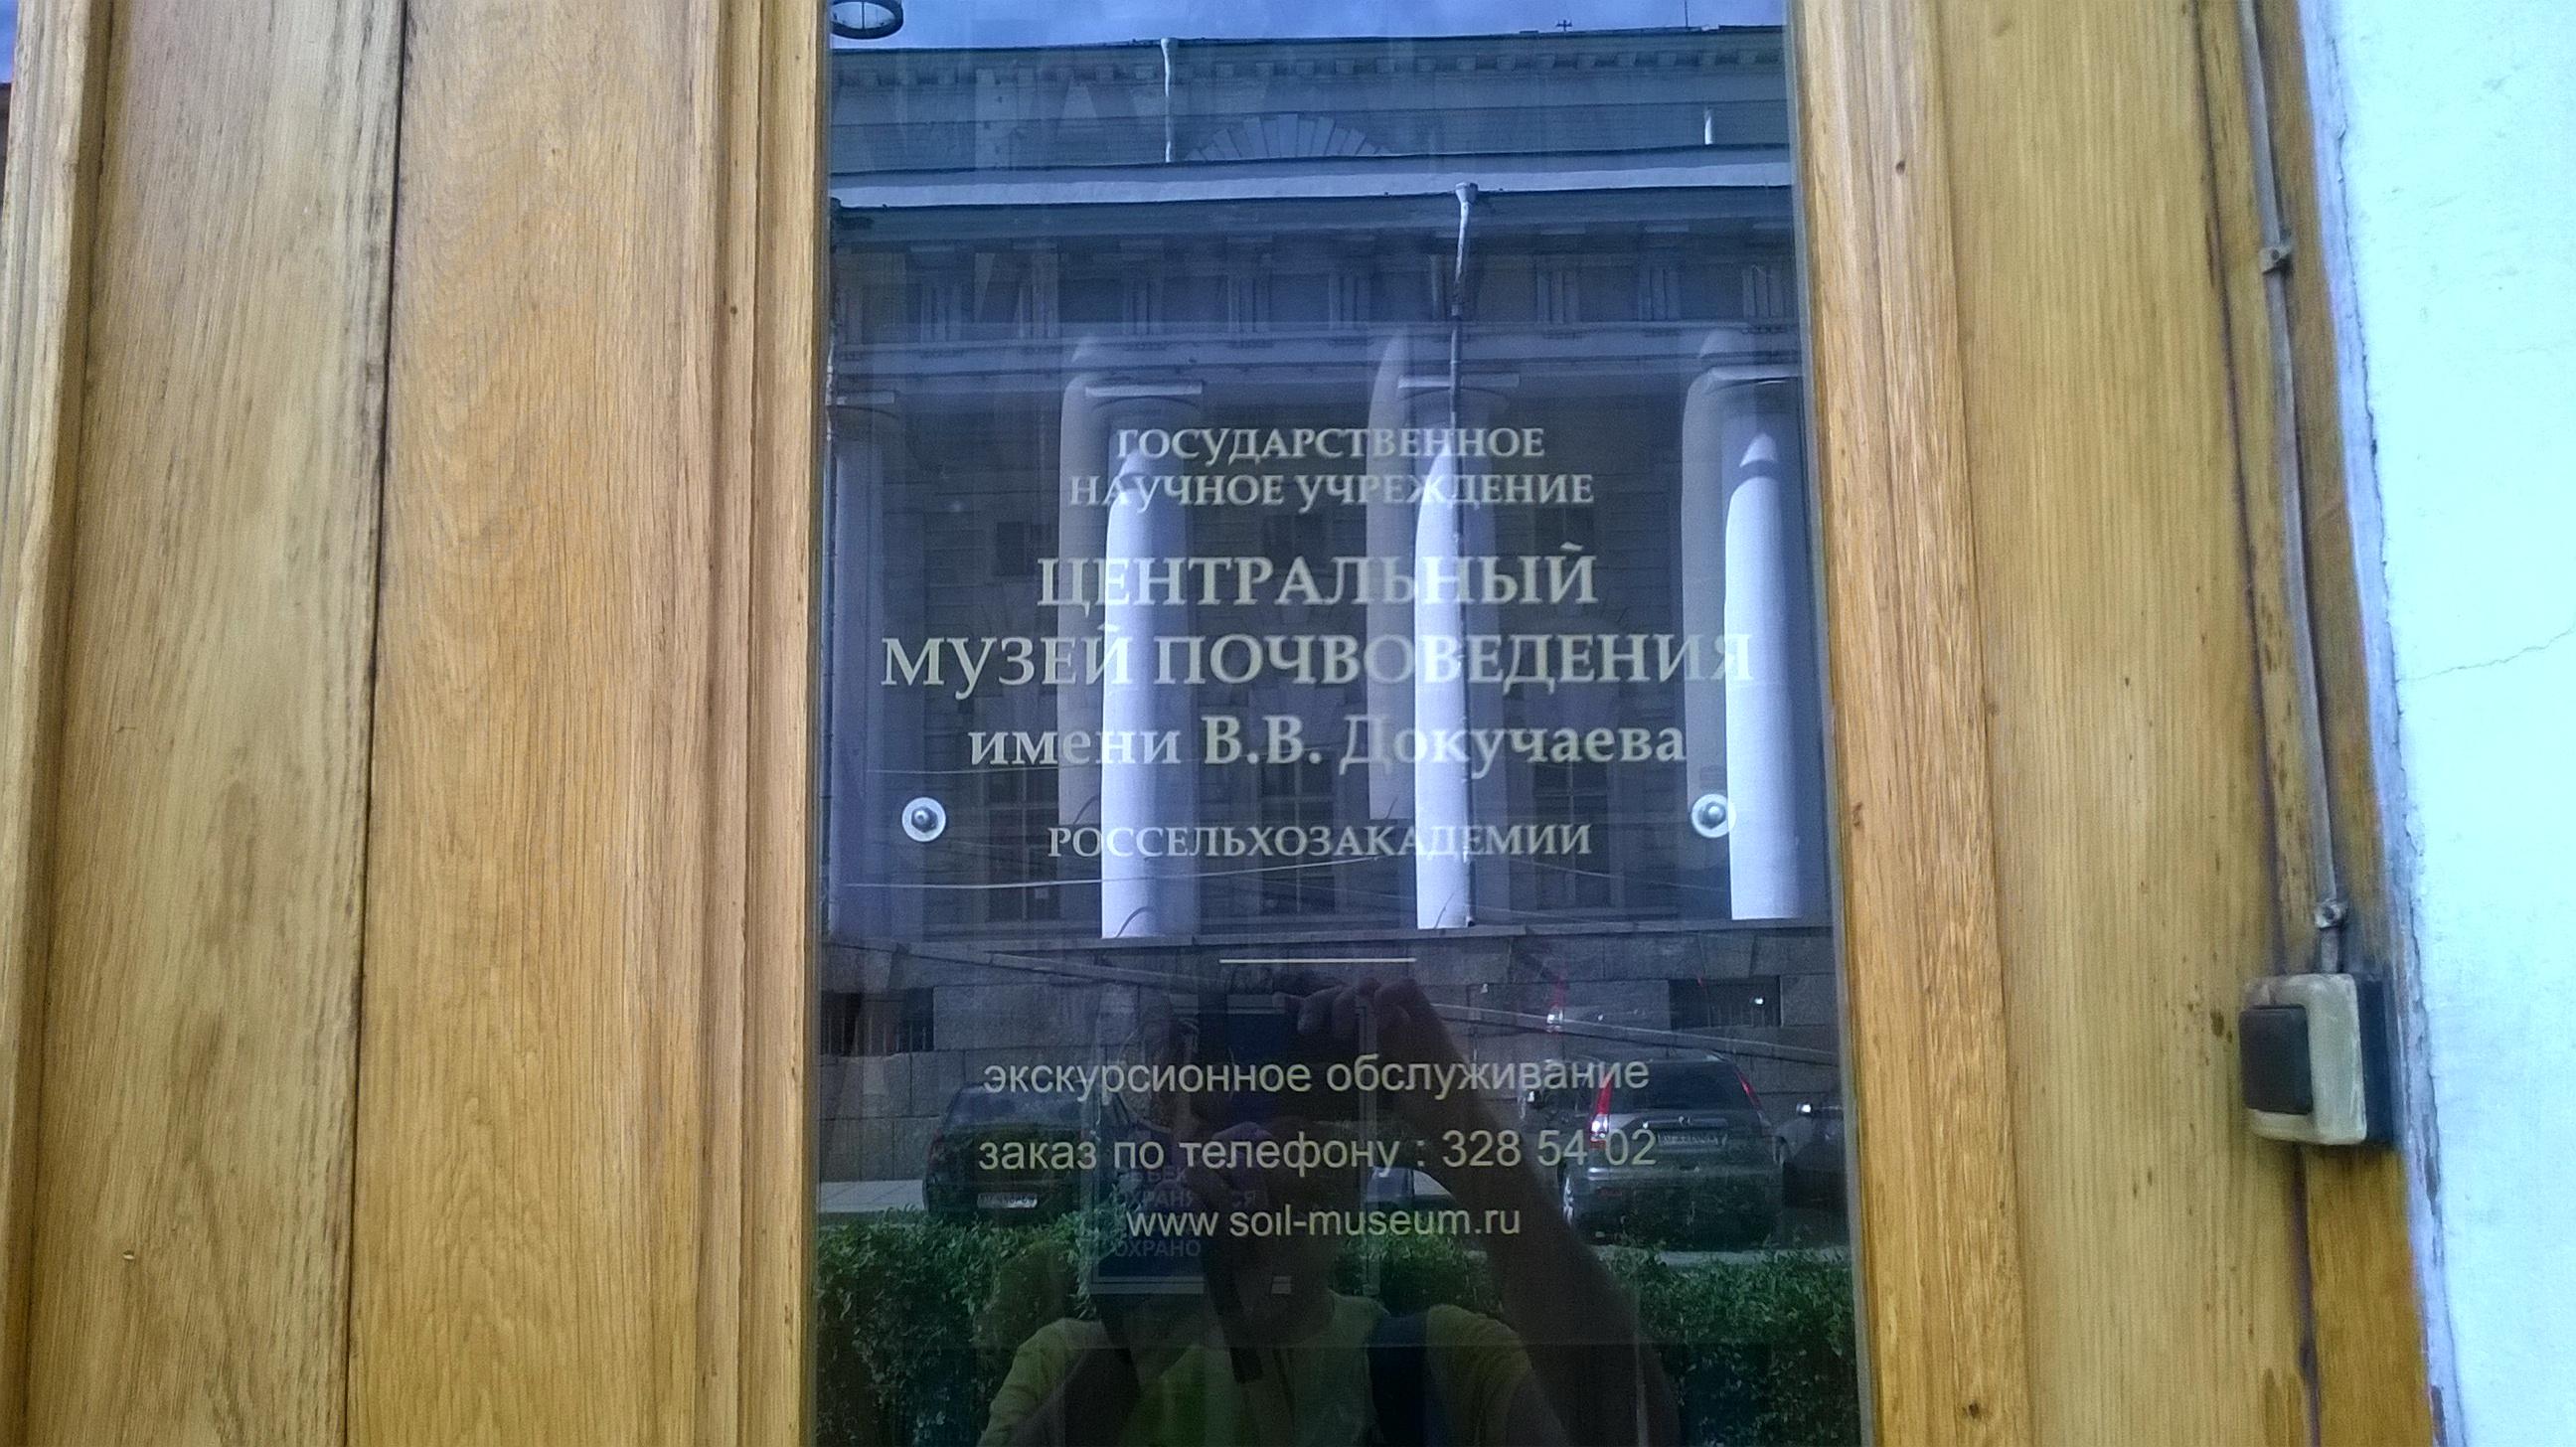 ГОСУДАРСТВЕННОЕ
НАУЧНОЕ УЧРЕЖДЕНИЕ
ЦЕНТРАЛЬНЫЙ
МУЗЕЙ ПОЧВОВЕДЕНИЯ
имени В.В. Докучаева
РОССЕЛЬХОЗАКАДЕМИИ
экскурсионное обслуживание
заказ по телефону : 328 54 02
www soil-museum.ru